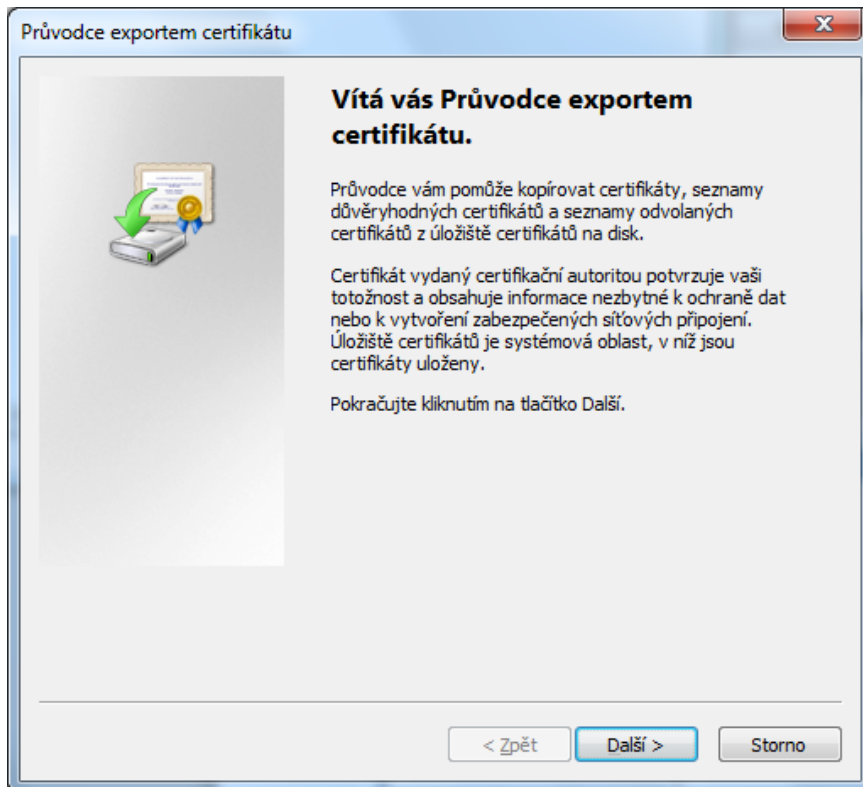 Průvodce exportem certifikátu
Vítá vás Průvodce exportem
certifikátu.
Průvodce vám pomůže kopírovat certifikáty, seznamy
důvěryhodných certifikátů a seznamy odvolaných
certifikátů z úložiště certifikátů na disk.
Certifikát vydaný certifikační autoritou potvrzuje vaši
totožnost a obsahuje informace nezbytné k ochraně dat
nebo k vytvoření zabezpečených síťových připojení.
Úložiště certifikátů je systémová oblast, v níž jsou
certifikáty uloženy.
Pokračujte kliknutím na tlačítko Další.
< Zpět
Další >
Storno